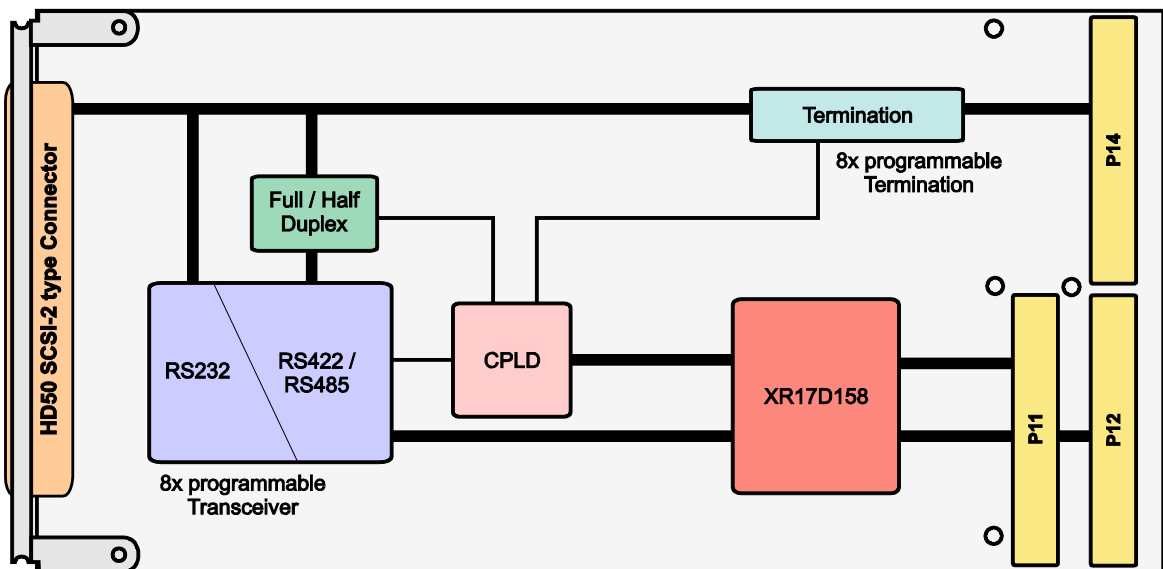 HD50 SCSI-2 type Connector
Termination
8x programmable
Termination
P14
Full / Half
Duplex
RS232
RS422 /
RS485
CPLD
XR17D158
P11
P12
8x programmable
Transceiver